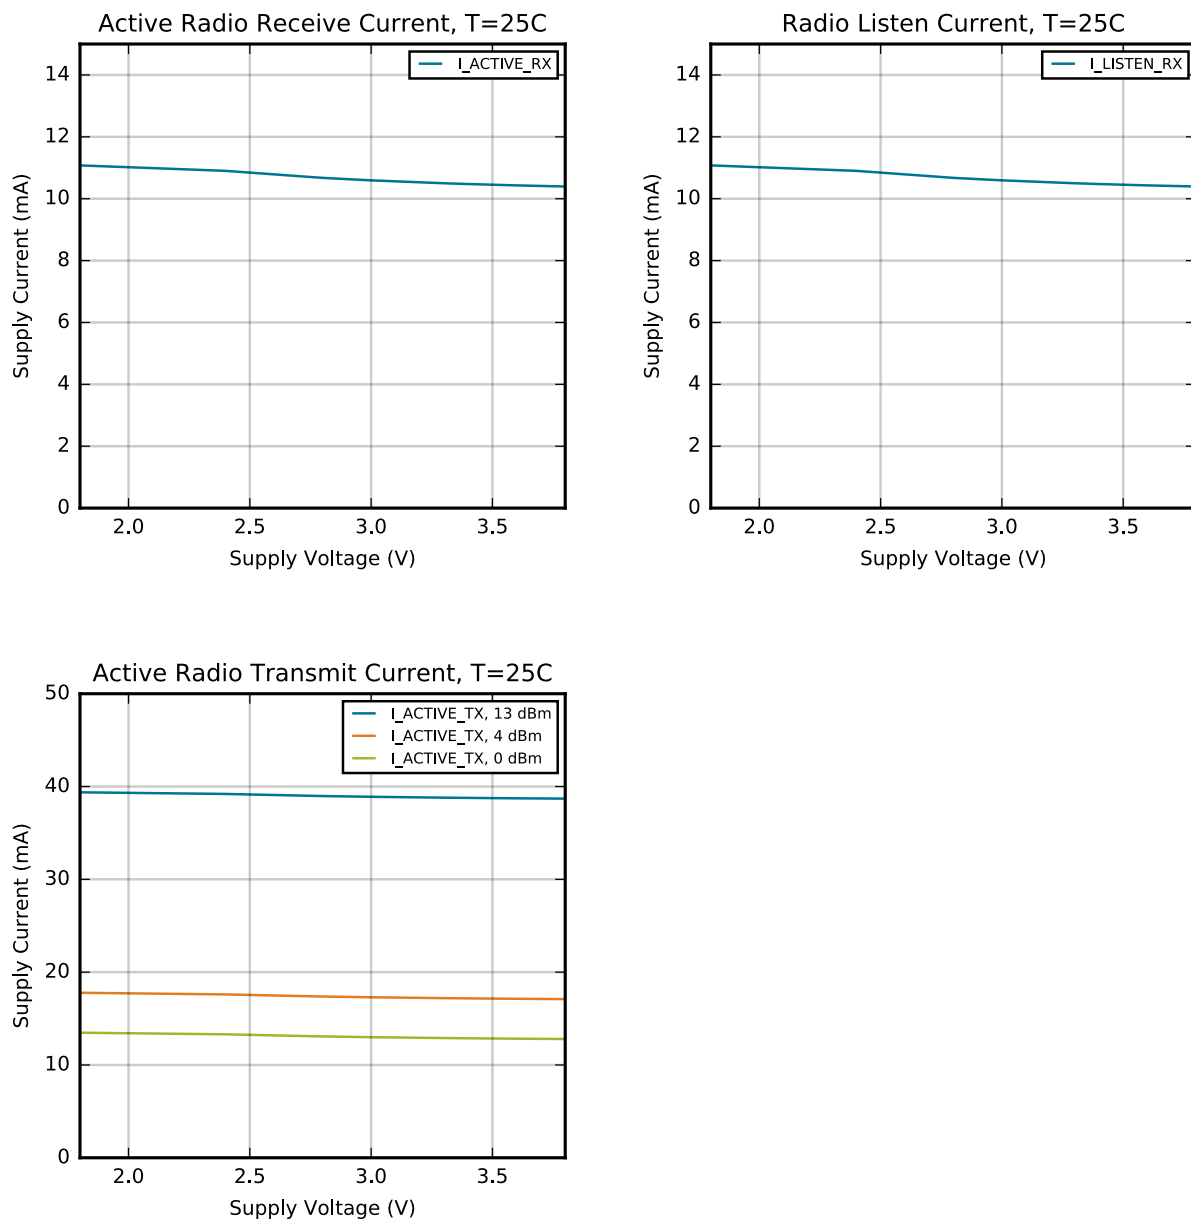 Active Radio Receive Current, T=25C
I_ACTIVE_RX
14
12
10
8
6
4
2
0
Supply Current (mA)
2.0 2.5 3.0 3.5
Supply Voltage (V)
Radio Listen Current, T=25C
I_LISTEN_RX
14
12
10
8
6
4
2
0
Supply Current (mA)
2.0 2.5 3.0 3.5
Supply Voltage (V)
Active Radio Transmit Current, T=25C
I_ACTIVE_TX, 13 dBm
I_ACTIVE_TX, 4 dBm
I_ACTIVE_TX, 0 dBm
50
40
30
20
10
0
Supply Current (mA)
2.0 2.5 3.0 3.5
Supply Voltage (V)